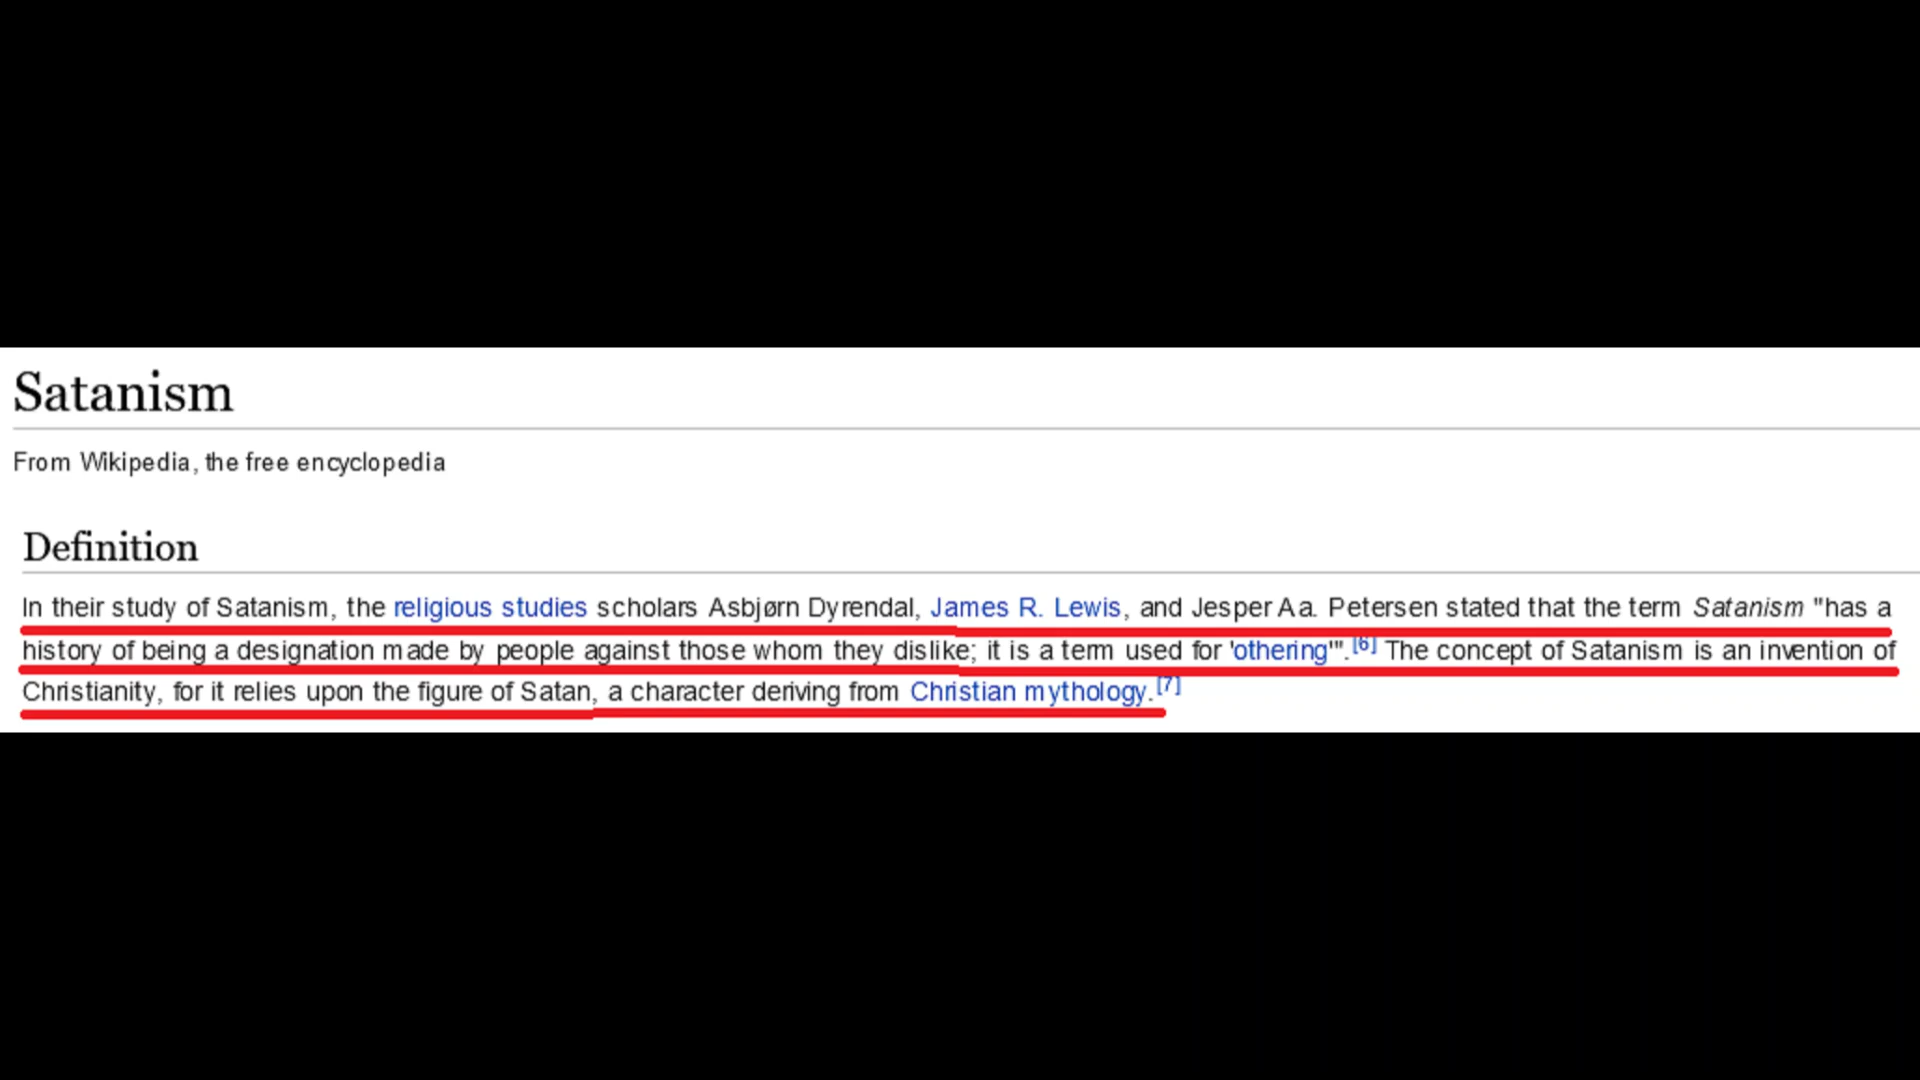 Satanism
From Wikipedia, the free encyclopedia
Definition
In their study of Satanism, the religious studies scholars Asbjørn Dyrendal, James R. Lewis, and Jesper Aa. Petersen stated that the term Satanism "has a
history of being a designation made by people against those whom they dislike; it is a term used for 'othering'".[6] The concept of Satanism is an invention of
Christianity, for it relies upon the figure of Satan, a character deriving from Christian mythology.[7]